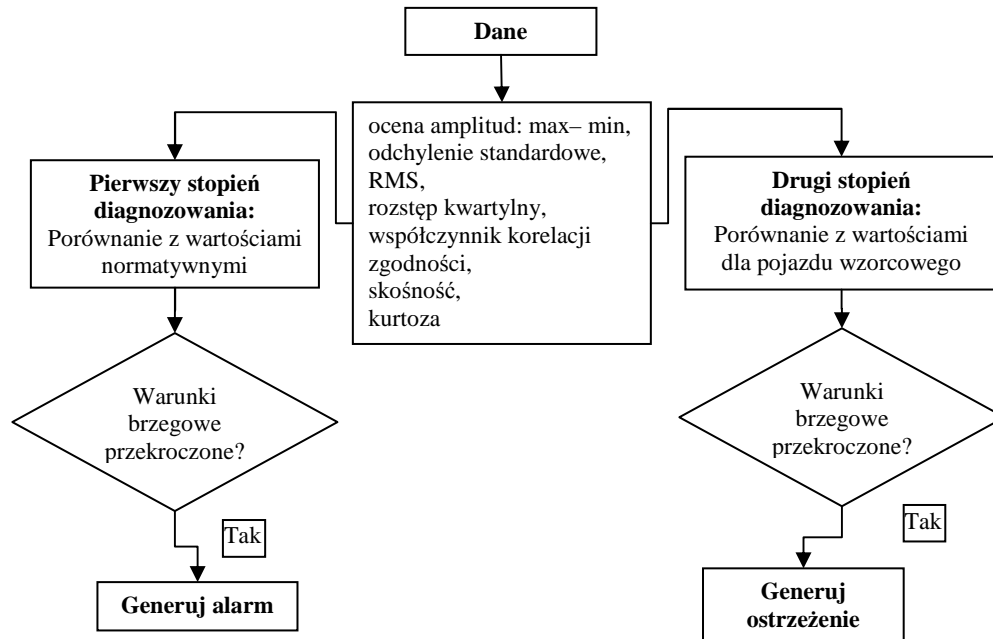 Dane
ocena amplitud: max– min,
odchylenie standardowe,
RMS,
rozstęp kwartylny,
współczynnik korelacji
zgodności,
skośność,
kurtoza
Pierwszy stopień
diagnozowania:
Porównanie z wartościami
normatywnymi
Drugi stopień
diagnozowania:
Porównanie z wartościami
dla pojazdu wzorcowego
Warunki
brzegowe
przekroczone?
Warunki
brzegowe
przekroczone?
Tak
Tak
Generuj alarm
Generuj
ostrzeżenie